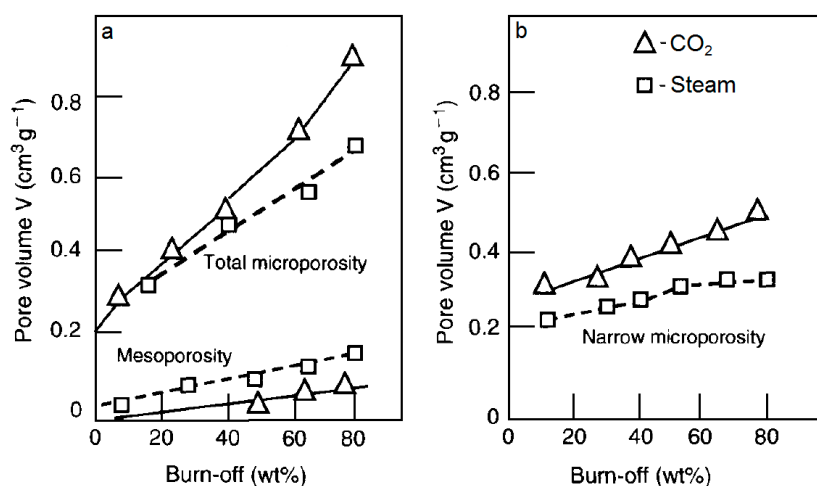 a
Pore volume V (cm³g⁻¹)
0.8
0.6
0.4
0.2
0
Total microporosity
Mesoporosity
0 20 40 60 80
Burn-off (wt%)
b
-CO₂
-Steam
Pore volume V (cm³g⁻¹)
0.8
0.6
0.4
0.2
0
Narrow microporosity
0 20 40 60 80
Burn-off (wt%)